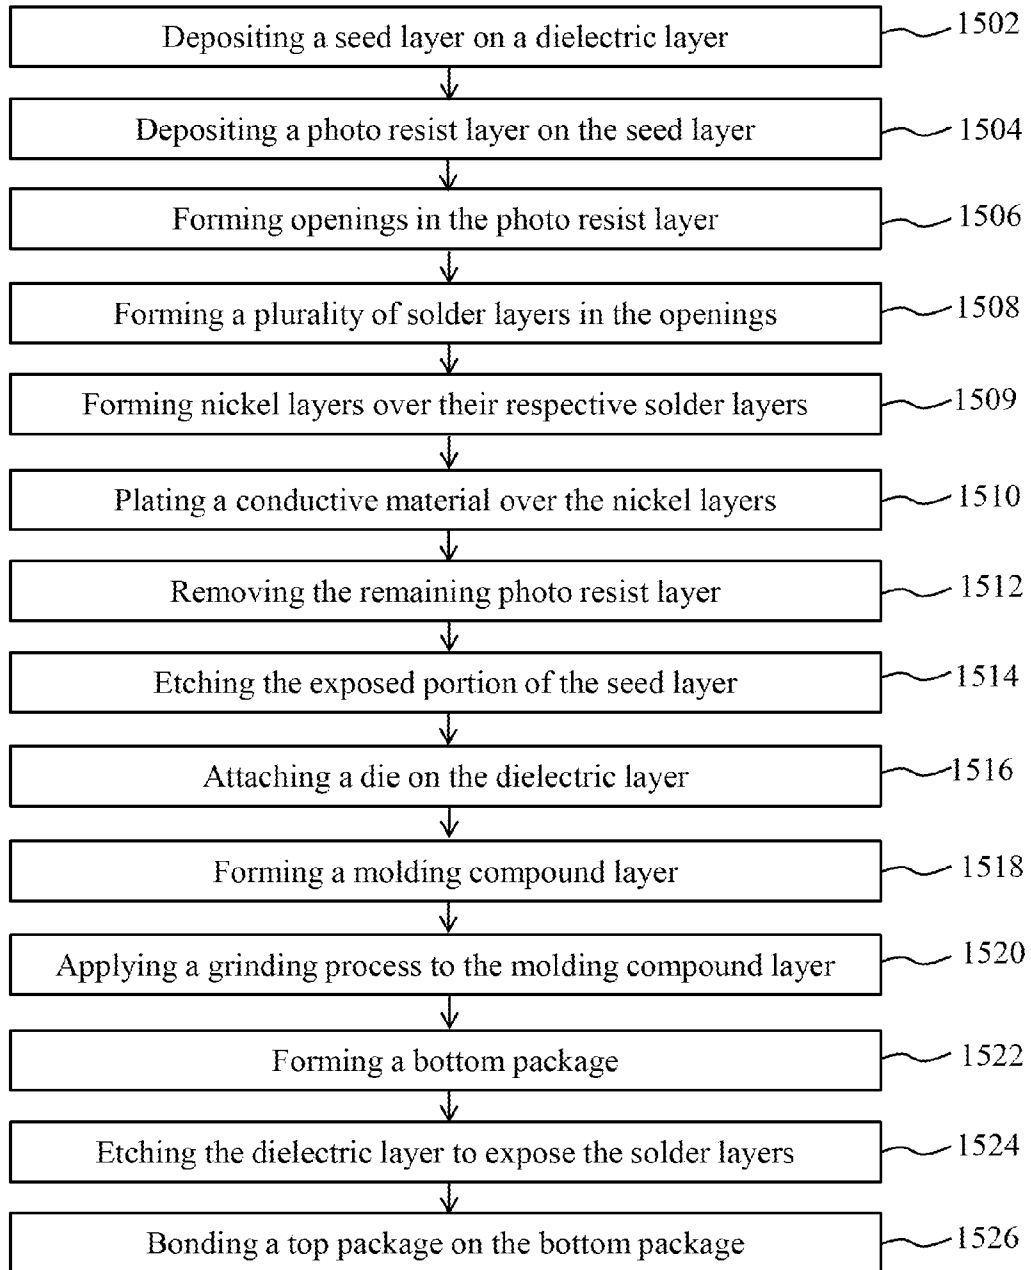 Depositing a seed layer on a dielectric layer 1502
Depositing a photo resist layer on the seed layer 1504
Forming openings in the photo resist layer 1506
Forming a plurality of solder layers in the openings 1508
Forming nickel layers over their respective solder layers 1509
Plating a conductive material over the nickel layers 1510
Removing the remaining photo resist layer 1512
Etching the exposed portion of the seed layer 1514
Attaching a die on the dielectric layer 1516
Forming a molding compound layer 1518
Applying a grinding process to the molding compound layer 1520
Forming a bottom package 1522
Etching the dielectric layer to expose the solder layers 1524
Bonding a top package on the bottom package 1526